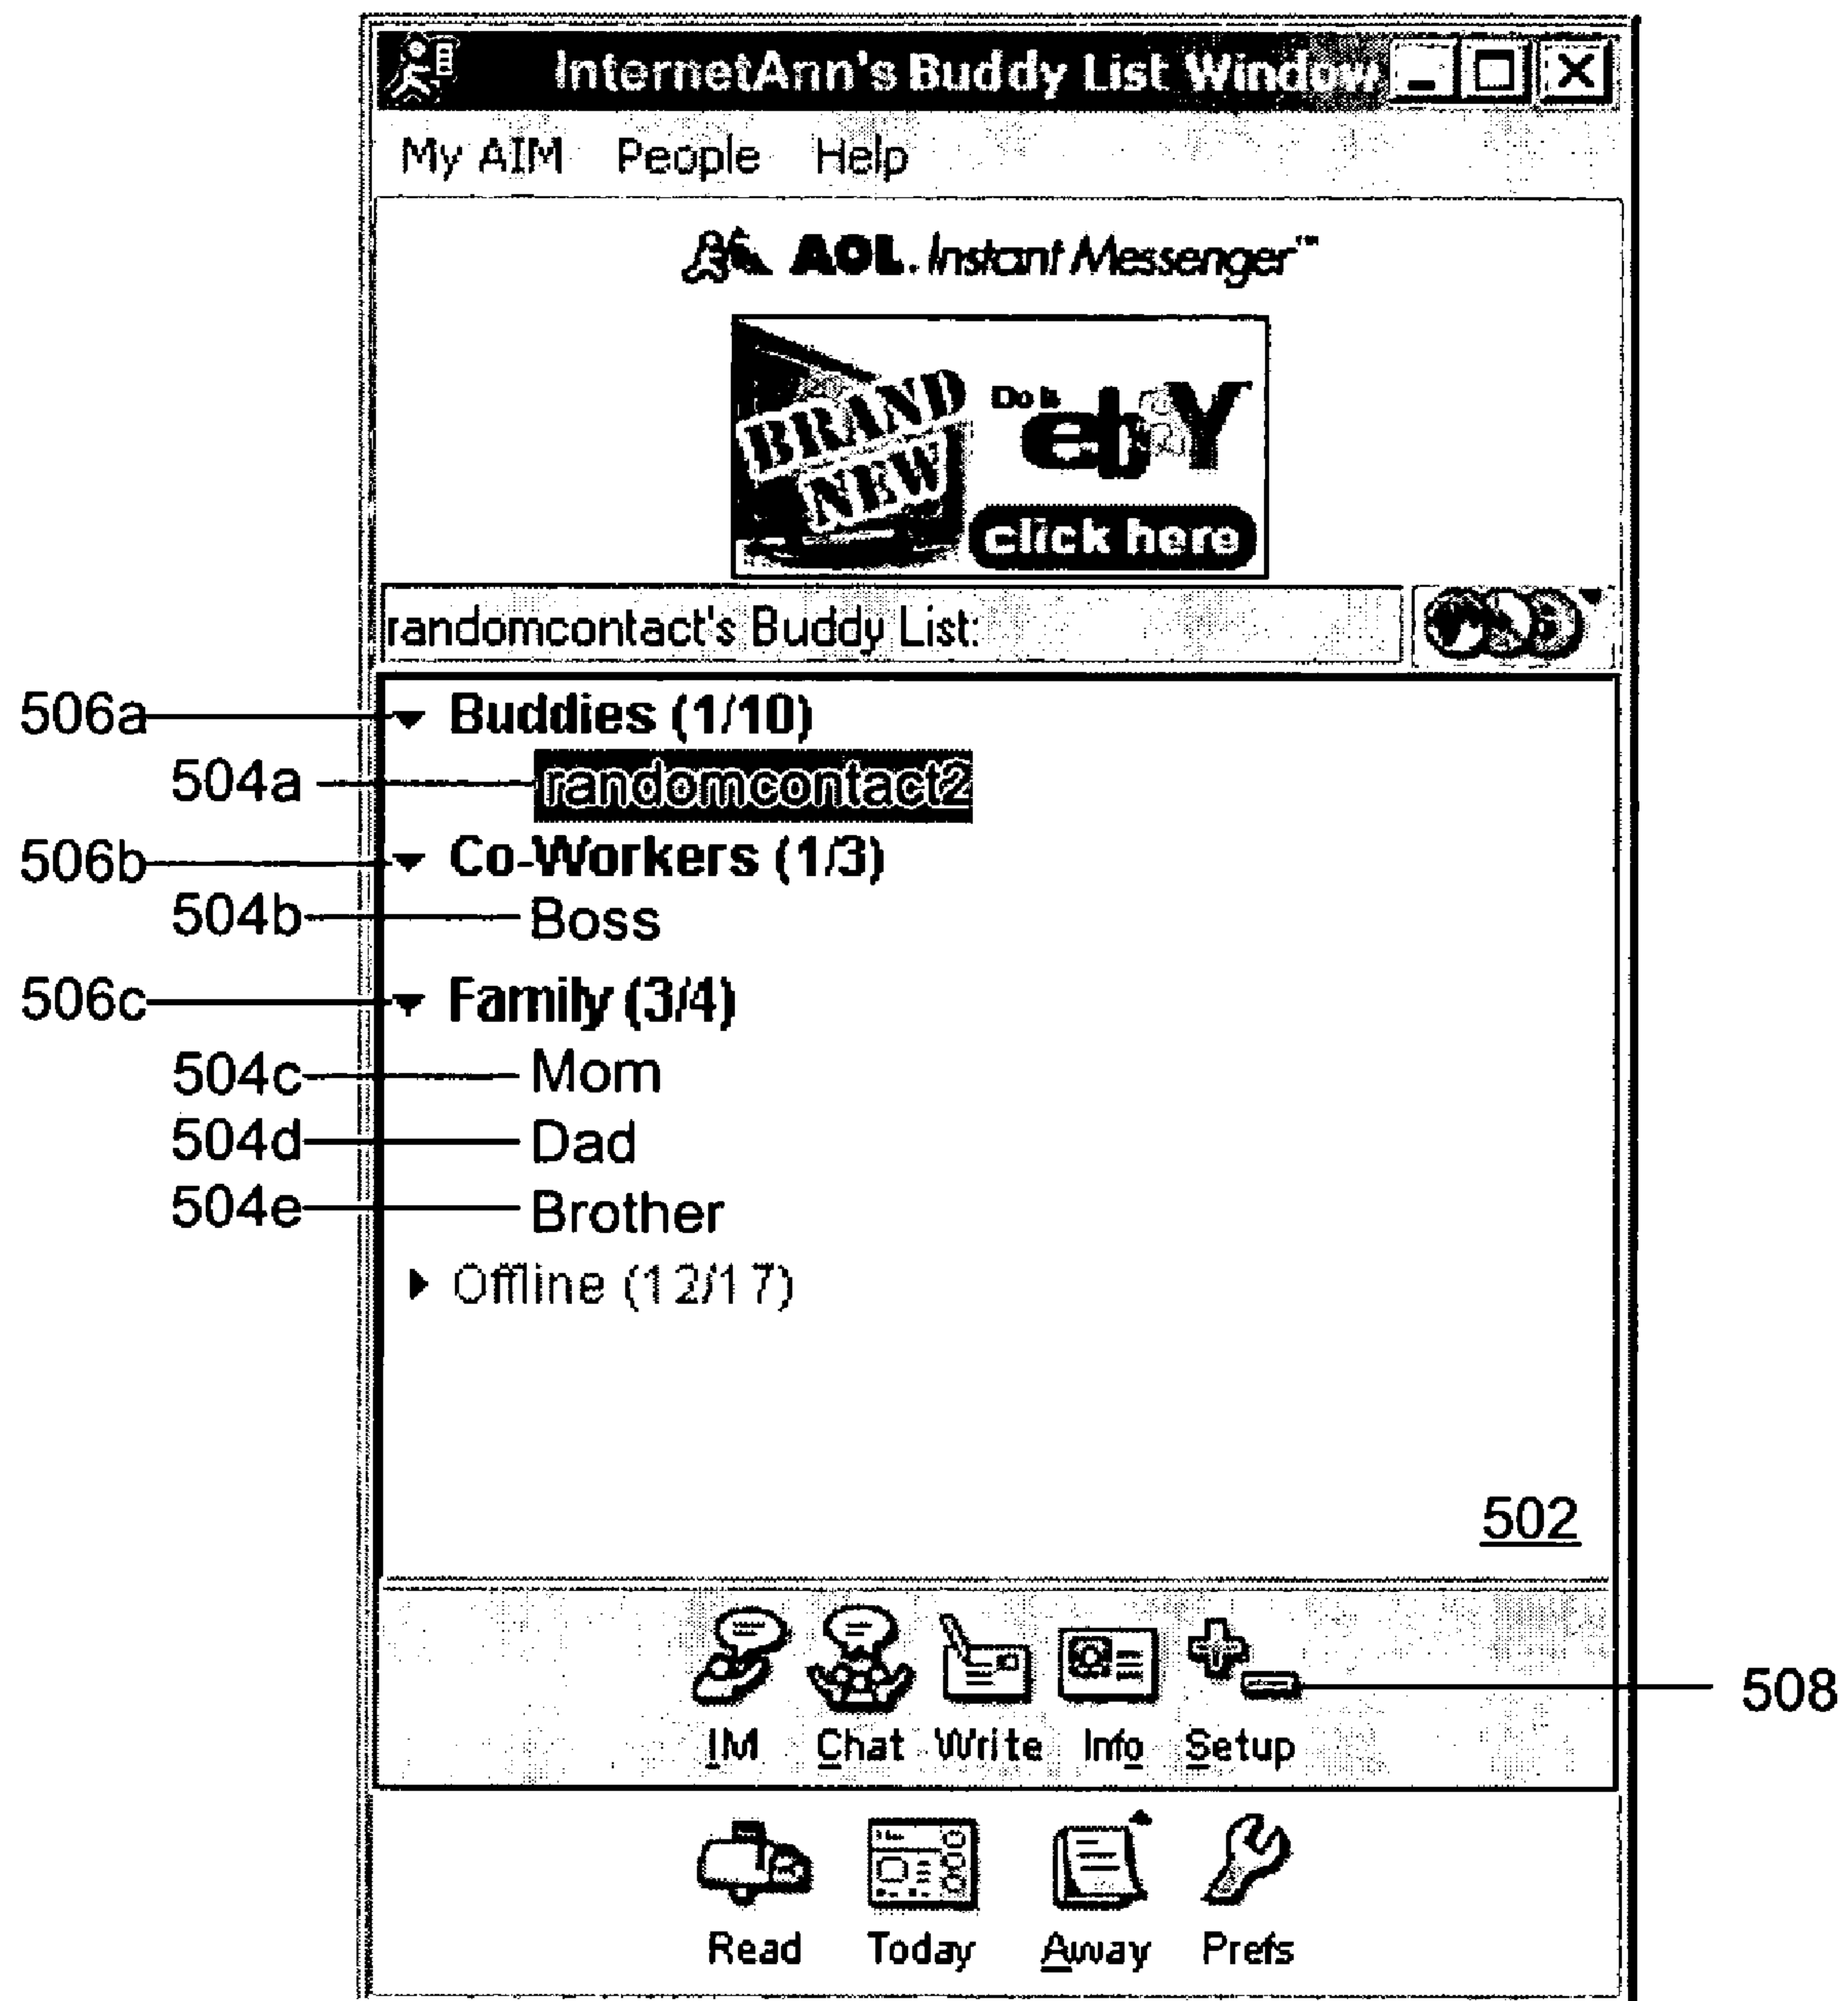 InternetAnn's Buddy List Window
My AIM People Help
AOL. Instant Messenger™
BRAND NEW
Do It
ebY
click here
randomcontact's Buddy List:
506a Buddies (1/10)
504a randomcontact2
506b Co-Workers (1/3)
504b Boss
506c Family (3/4)
504c Mom
504d Dad
504e Brother
Offline (12/17)
502
508
IM Chat Write Info Setup
Read Today Away Prefs